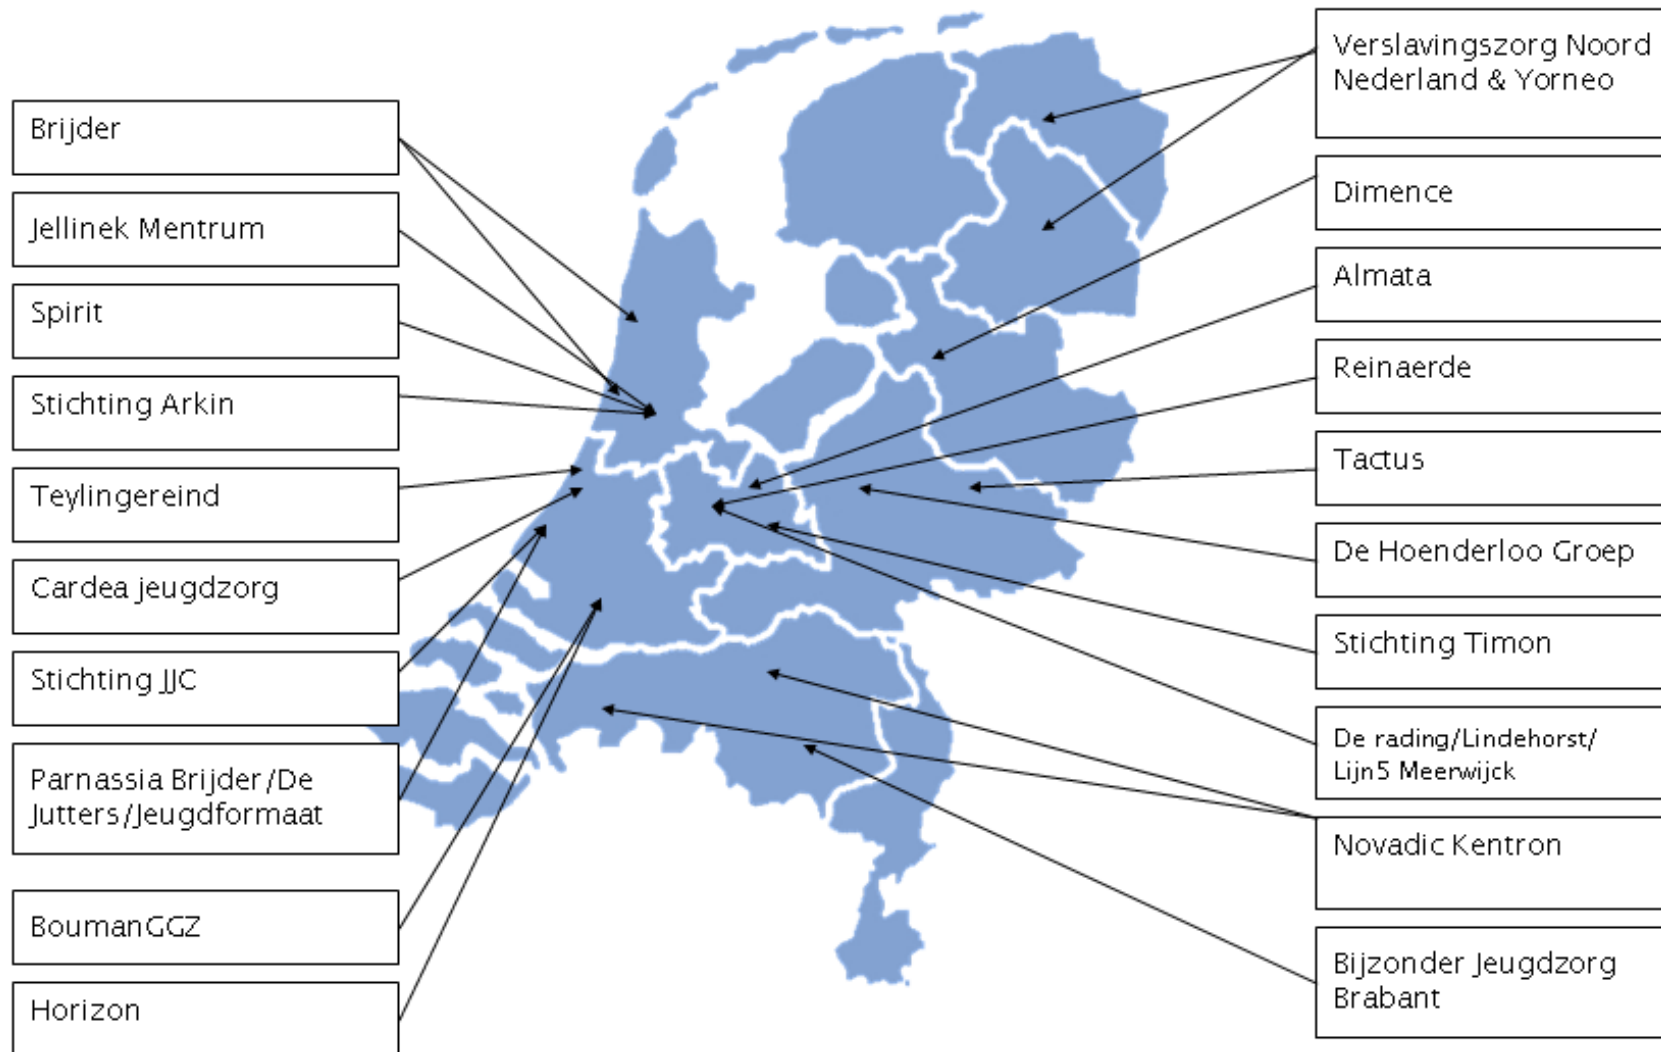 Brijder
Jellinek Mentrum
Spirit
Stichting Arkin
Teylingereind
Cardea jeugdzorg
Stichting JJC
Parnassia Brijder/De
Jutters/Jeugdformaat
BoumanGGZ
Horizon
Verslavingszorg Noord
Nederland & Yorneo
Dimence
Almata
Reinaerde
Tactus
De Hoenderloo Groep
Stichting Timon
De rading/Lindehorst/
Lijn5 Meerwijck
Novadic Kentron
Bijzonder Jeugdzorg
Brabant